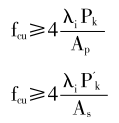 f_cu ≥ 4 λ_i P_k / A_p
f_cu ≥ 4 λ_i P'_k / A_s